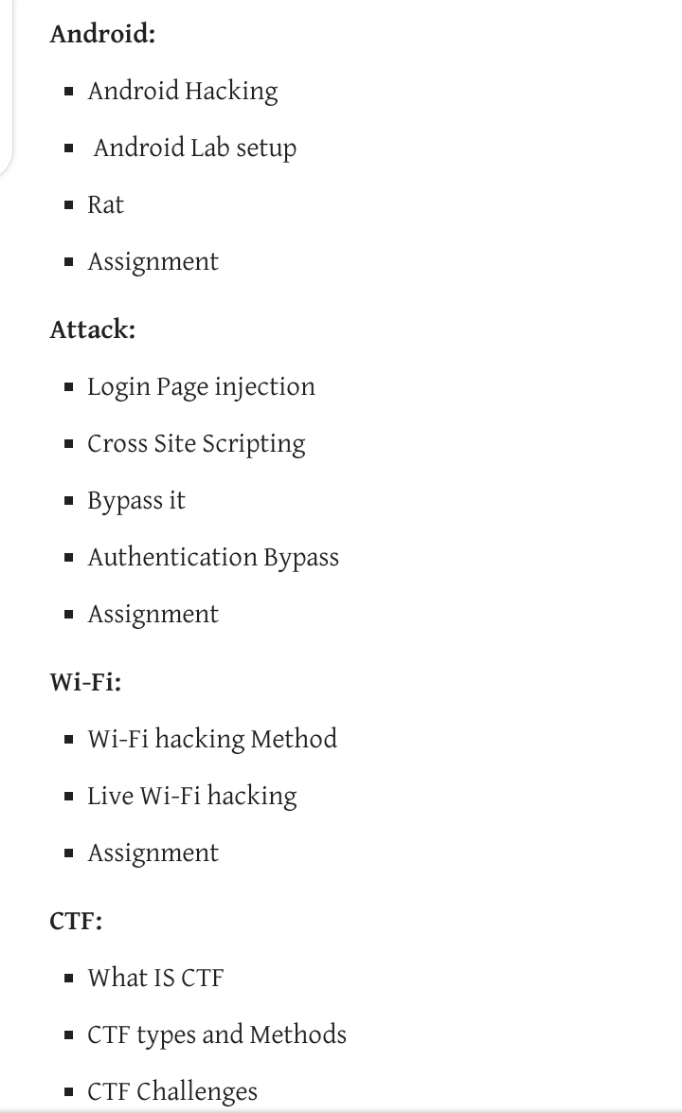 Android:
▪ Android Hacking
▪ Android Lab setup
▪ Rat
▪ Assignment
Attack:
▪ Login Page injection
▪ Cross Site Scripting
▪ Bypass it
▪ Authentication Bypass
▪ Assignment
Wi-Fi:
▪ Wi-Fi hacking Method
▪ Live Wi-Fi hacking
▪ Assignment
CTF:
▪ What IS CTF
▪ CTF types and Methods
▪ CTF Challenges